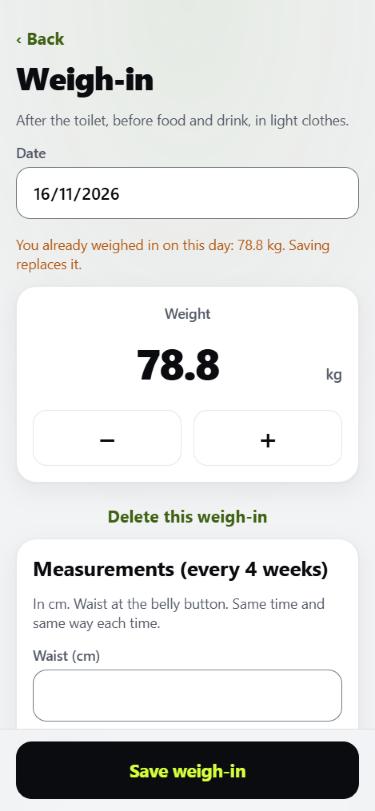 ‹ Back
Weigh-in
After the toilet, before food and drink, in light clothes.
Date
16/11/2026
You already weighed in on this day: 78.8 kg. Saving
replaces it.
Weight
78.8
kg
−
+
Delete this weigh-in
Measurements (every 4 weeks)
In cm. Waist at the belly button. Same time and
same way each time.
Waist (cm)
Save weigh-in